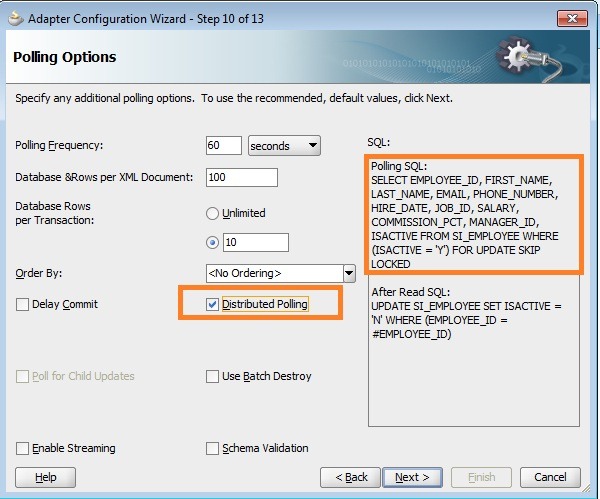 Adapter Configuration Wizard - Step 10 of 13
Polling Options
Specify any additional polling options. To use the recommended, default values, click Next.
Polling Frequency:
60
seconds
Database &Rows per XML Document:
100
Database Rows
per Transaction:
Unlimited
10
Order By:
<No Ordering>
Delay Commit
Distributed Polling
Poll for Child Updates
Use Batch Destroy
Enable Streaming
Schema Validation
SQL:
Polling SQL:
SELECT EMPLOYEE_ID, FIRST_NAME,
LAST_NAME, EMAIL, PHONE_NUMBER,
HIRE_DATE, JOB_ID, SALARY,
COMMISSION_PCT, MANAGER_ID,
ISACTIVE FROM SI_EMPLOYEE WHERE
(ISACTIVE = 'Y') FOR UPDATE SKIP
LOCKED
After Read SQL:
UPDATE SI_EMPLOYEE SET ISACTIVE =
'N' WHERE (EMPLOYEE_ID =
#EMPLOYEE_ID)
Help
< Back
Next >
Finish
Cancel